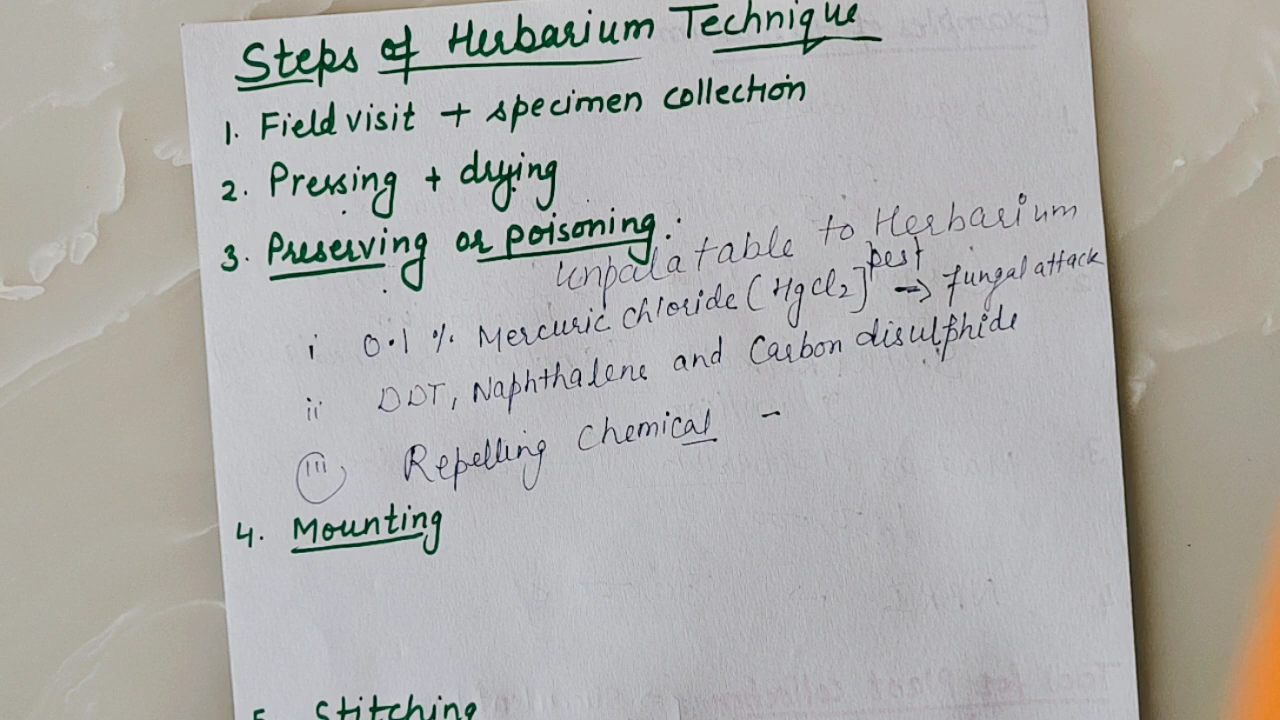 Steps of Herbarium Technique
1. Field visit + specimen collection
2. Pressing + drying
3. Preserving or poisoning.
unpalatable to Herbarium
pest
i 0.1 % Mercuric chloride (HgCl2] → fungal attack
ii DDT, Naphthalene and Carbon disulphide
iii Repelling Chemical -
4. Mounting
5. Stitching